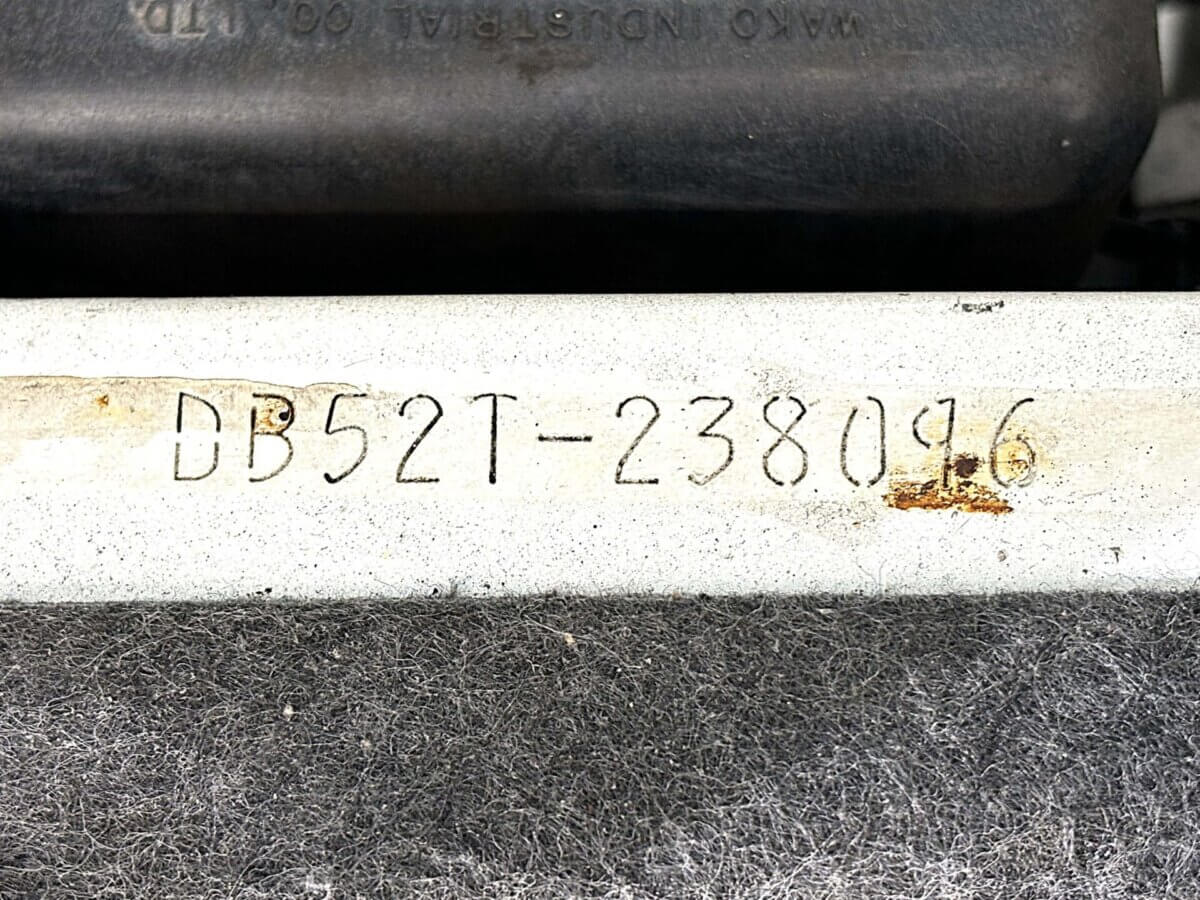 WAKO INDUSTRIAL CO., LTD.
DB52T-238096